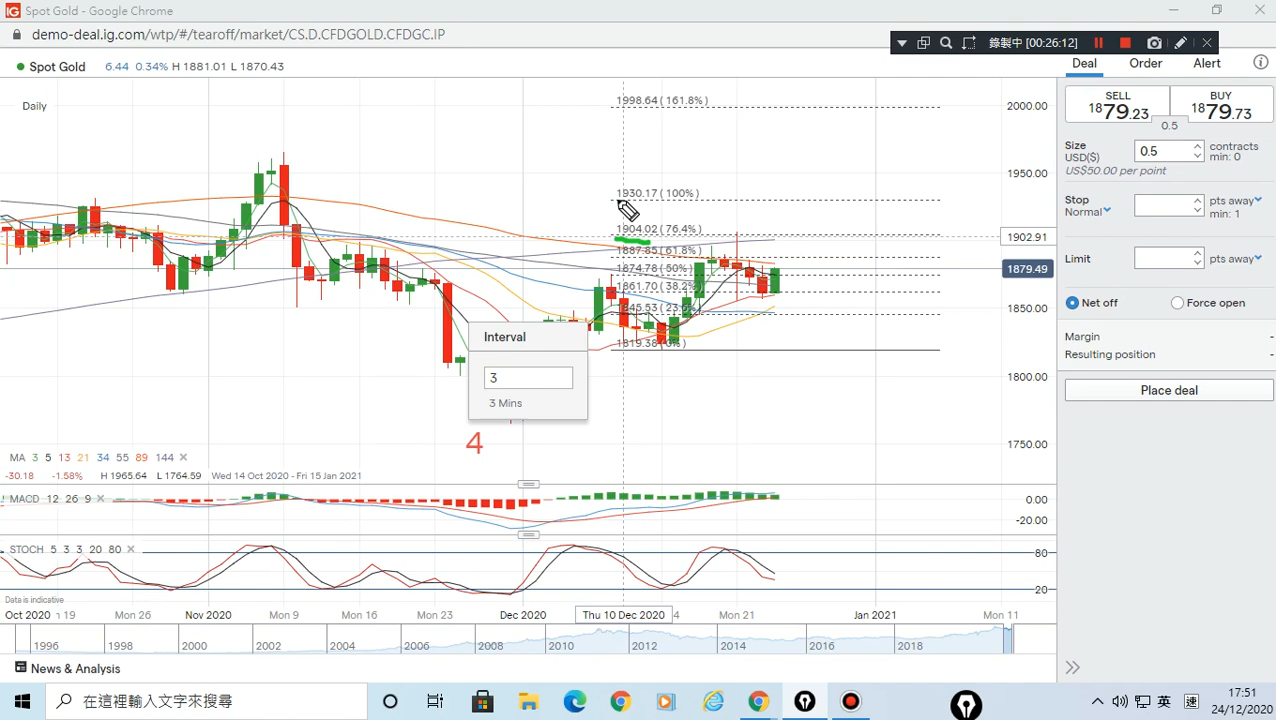 IG Spot Gold - Google Chrome
demo-deal.ig.com/wtp/#/tearoff/market/CS.D.CFDGOLD.CFDGC.IP
錄製中 [00:26:12]
Spot Gold 6.44 0.34% H 1881.01 L 1870.43
Deal Order Alert
Daily
1998.64 ( 161.8% )
1930.17 ( 100% )
1904.02 ( 76.4% )
1887.85 ( 61.8% )
1874.78 ( 50% )
1861.70 ( 38.2% )
1845.53 ( 23.6% )
1819.38 ( 0% )
2000.00
1950.00
1902.91
1879.49
1850.00
1800.00
1750.00
SELL
1879.23
BUY
1879.73
0.5
Size
USD($)
0.5
contracts
min: 0
US$50.00 per point
Stop
Normal
pts away
min: 1
Limit
pts away
Net off
Force open
Margin -
Resulting position -
Place deal
Interval
3
3 Mins
4
MA 3 5 13 21 34 55 89 144
-30.18 -1.58% H 1965.64 L 1764.59 Wed 14 Oct 2020 - Fri 15 Jan 2021
MACD 12 26 9
0.00
-20.00
STOCH 5 3 3 20 80
80
20
Data is indicative
Oct 2020 n 19 Mon 26 Nov 2020 Mon 9 Mon 16 Mon 23 Dec 2020 Thu 10 Dec 2020 4 Mon 21 Jan 2021 Mon 11
1996 1998 2000 2002 2004 2006 2008 2010 2012 2014 2016 2018
News & Analysis
在這裡輸入文字來搜尋
英
17:51
24/12/2020